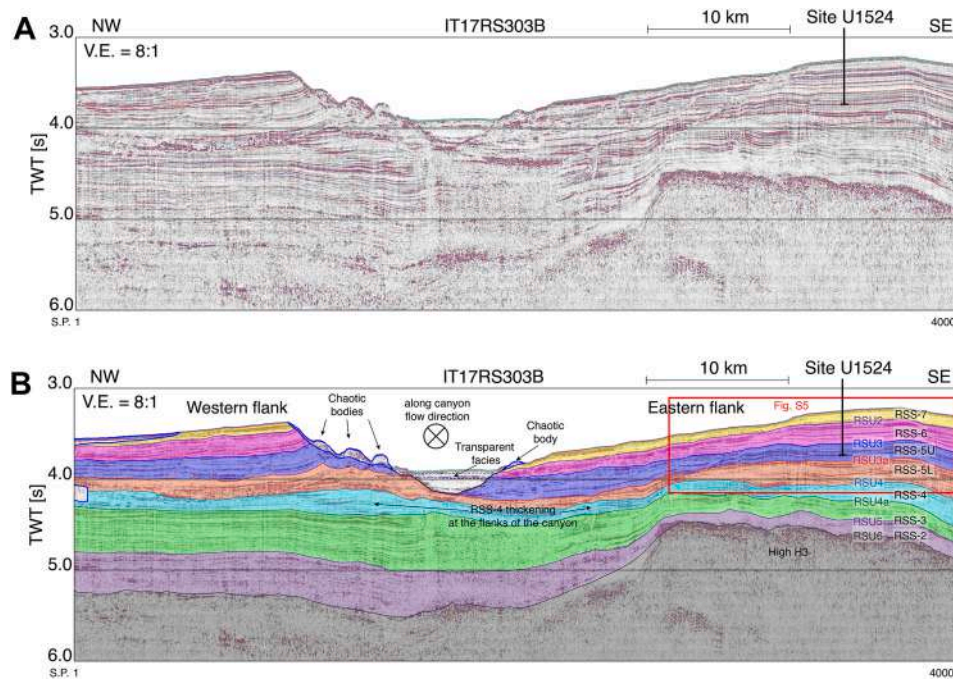 A
NW
IT17RS303B
10 km
Site U1524
SE
3.0
V.E. = 8:1
4.0
TWT [s]
5.0
6.0
S.P. 1
4000
B
NW
IT17RS303B
10 km
Site U1524
SE
3.0
V.E. = 8:1
Western flank
Chaotic
bodies
along canyon
flow direction
Chaotic
body
Eastern flank
Fig. S5
Transparent
facies
RSU2
RSS-7
RSS-6
RSU3
RSS-5U
RSU3a
RSS-5L
4.0
RSU4
RSS-4
RSS-4 thickening
at the flanks of the canyon
RSU4a
TWT [s]
RSU5
RSS-3
RSU6
RSS-2
High H3
5.0
6.0
S.P. 1
4000